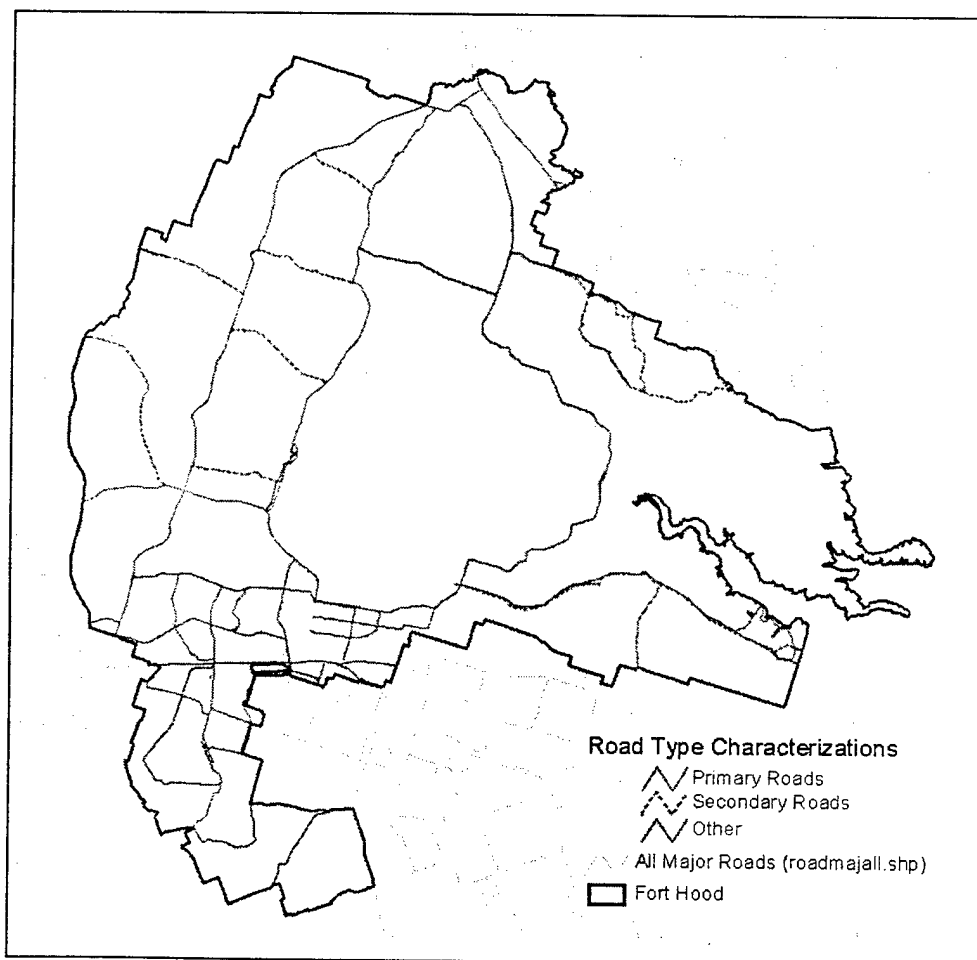 Road Type Characterizations
Primary Roads
Secondary Roads
Other
All Major Roads (roadmajall.shp)
Fort Hood